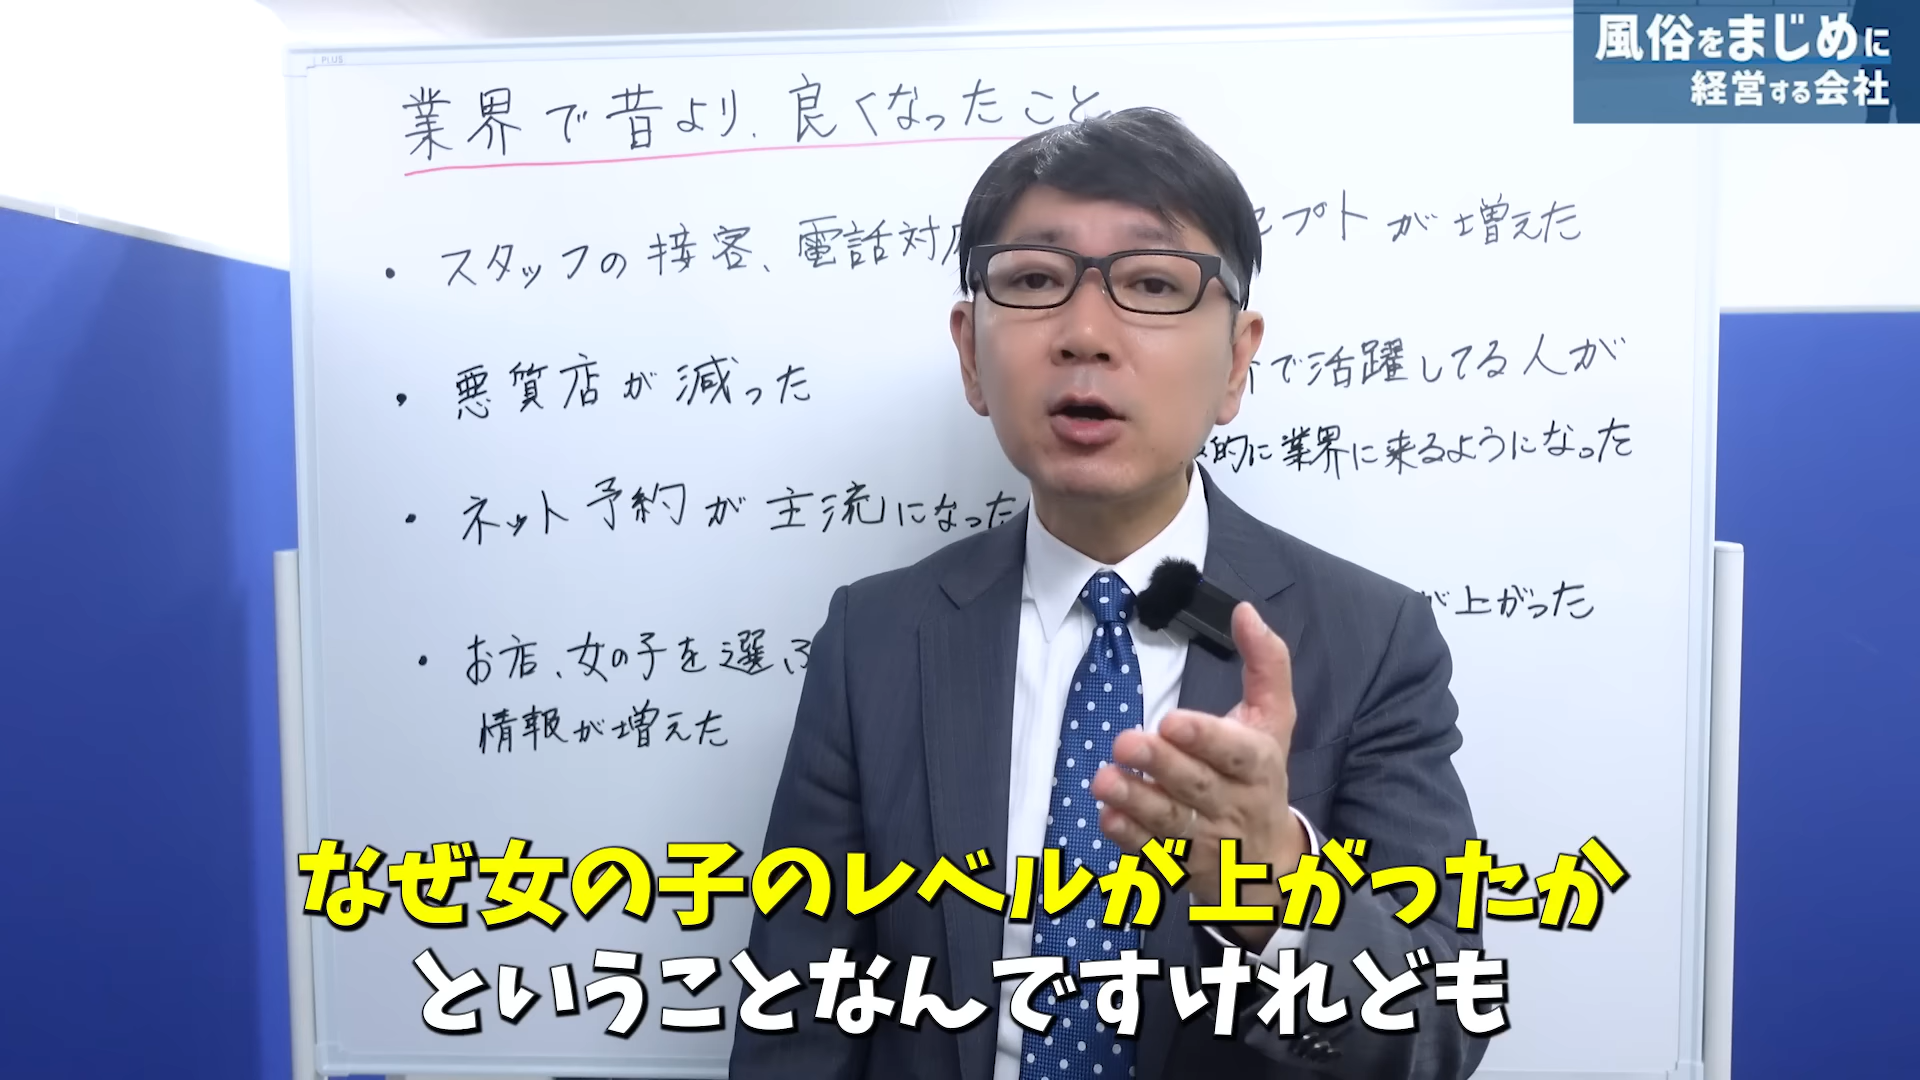 風俗をまじめに
経営する会社
PLUS
業界で昔より、良くなったこと
・スタッフの接客、電話対
プトが増えた
・悪質店が減った
で活躍してる人が
的に業界に来るようになった
・ネット予約が主流になった
が上がった
・お店、女の子を選ぶ
情報が増えた
なぜ女の子のレベルが上がったか
ということなんですけれども